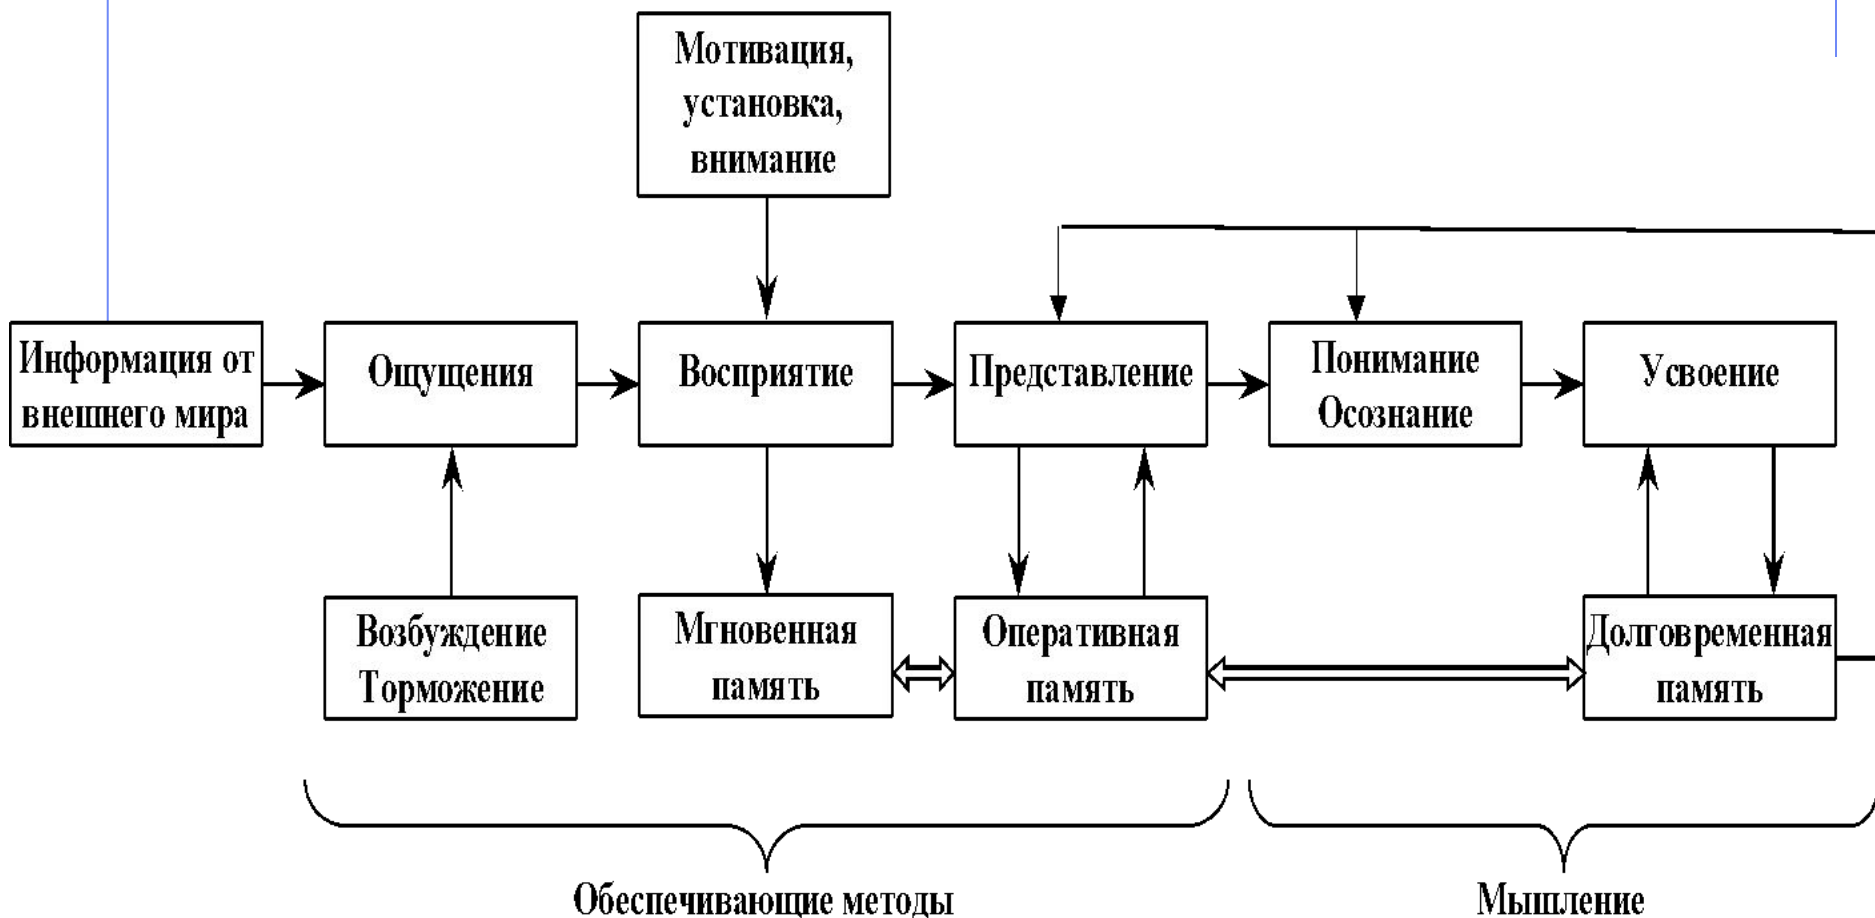 Мотивация,
установка,
внимание
Информация от
внешнего мира
Ощущения
Восприятие
Представление
Понимание
Осознание
Усвоение
Возбуждение
Торможение
Мгновенная
память
Оперативная
память
Долговременная
память
Обеспечивающие методы
Мышление